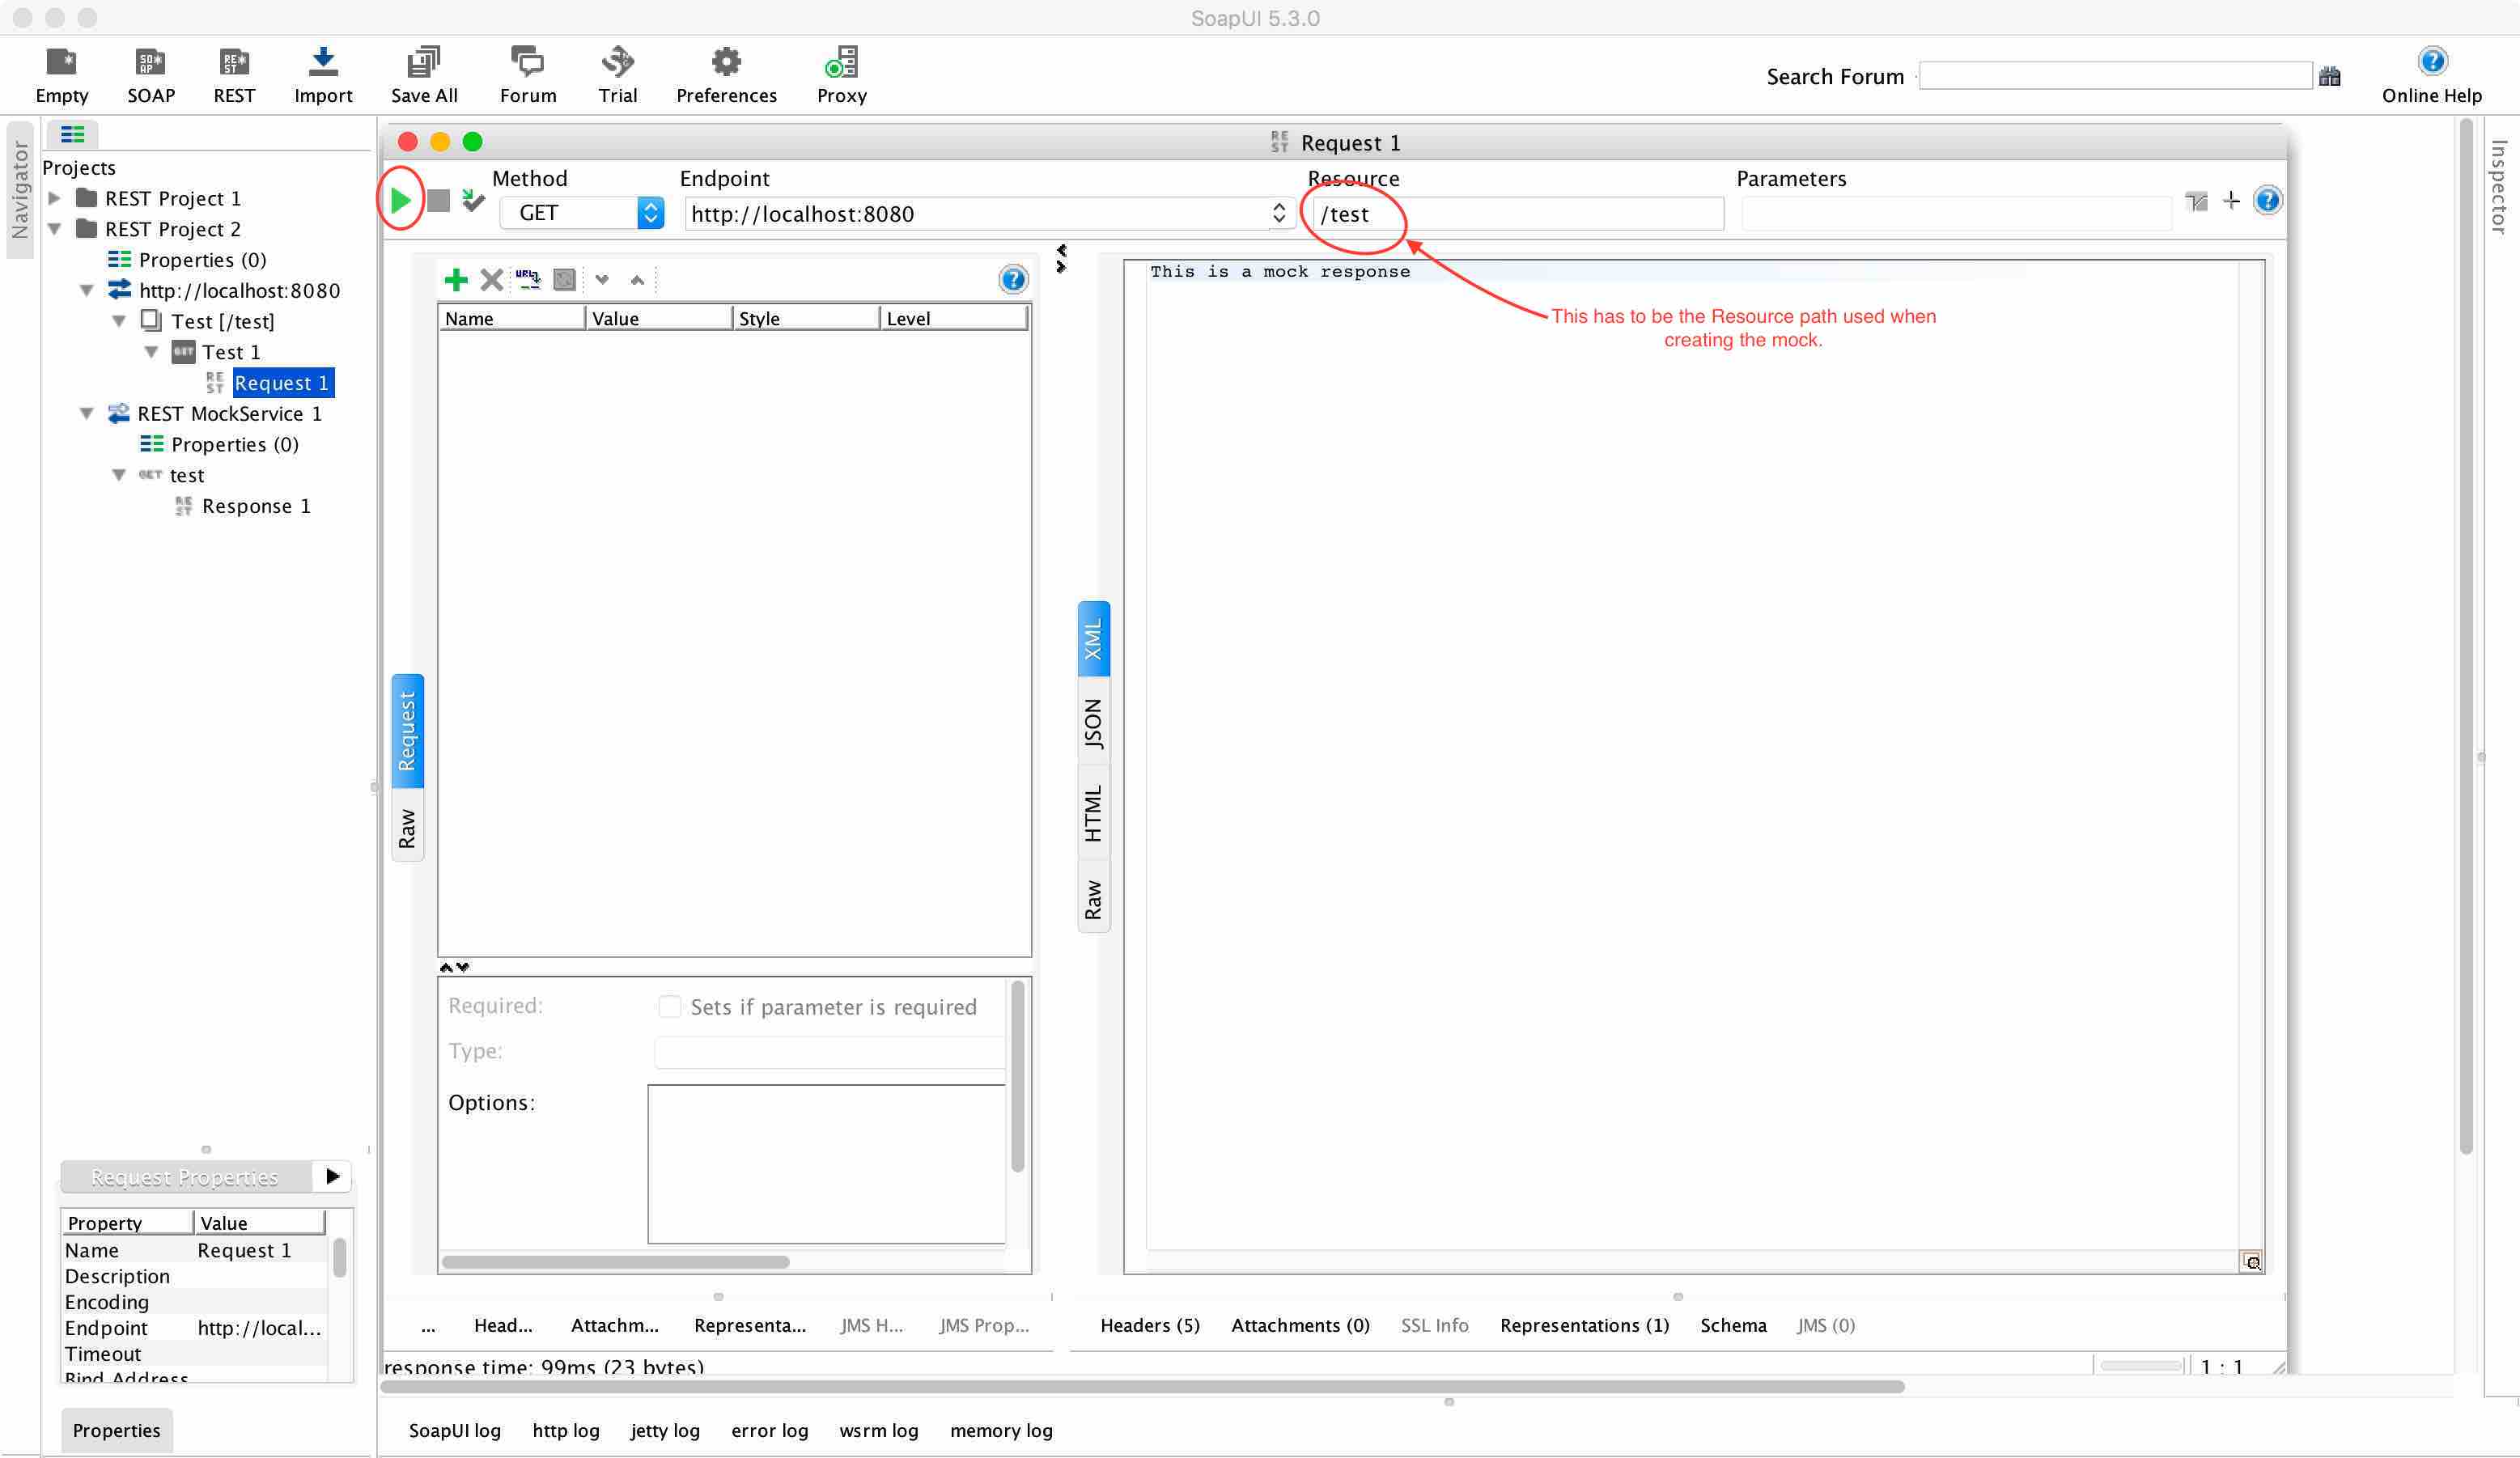 SoapUI 5.3.0
Empty SOAP REST Import Save All Forum Trial Preferences Proxy Search Forum Online Help
Navigator
Projects
REST Project 1
REST Project 2
Properties (0)
http://localhost:8080
Test [/test]
GET Test 1
REST Request 1
REST MockService 1
Properties (0)
GET test
REST Response 1
Request Properties
Property Value
Name Request 1
Description
Encoding
Endpoint http://local...
Timeout
Bind Address
Properties
REST Request 1
Method Endpoint Resource Parameters
GET http://localhost:8080 /test
URL
Name Value Style Level
Request
Raw
Required: Sets if parameter is required
Type:
Options:
... Head... Attachm... Representa... JMS H... JMS Prop...
This is a mock response
This has to be the Resource path used when
creating the mock.
XML
JSON
HTML
Raw
Headers (5) Attachments (0) SSL Info Representations (1) Schema JMS (0)
response time: 99ms (23 bytes) 1 : 1
SoapUI log http log jetty log error log wsrm log memory log
Inspector